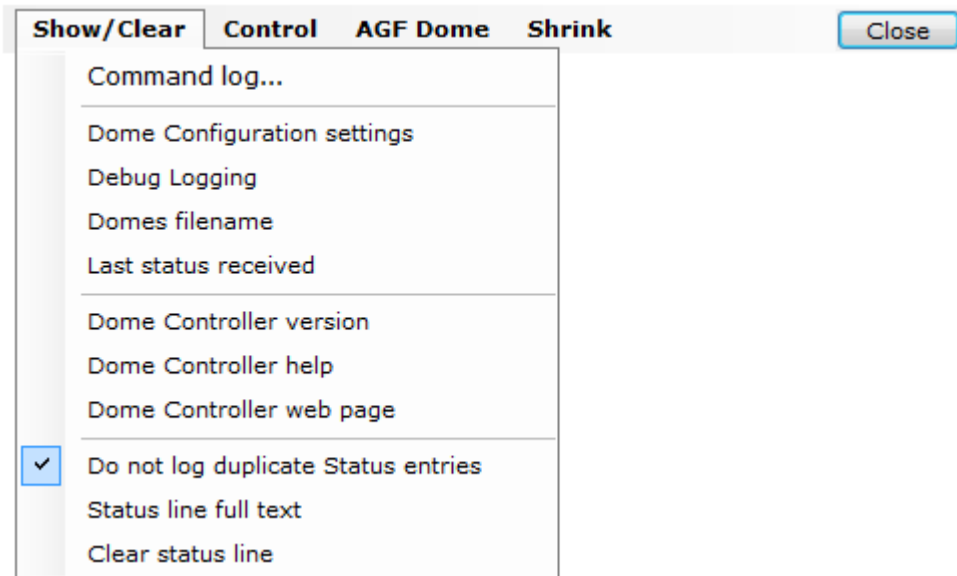 Show/Clear Control AGF Dome Shrink Close
Command log...
Dome Configuration settings
Debug Logging
Domes filename
Last status received
Dome Controller version
Dome Controller help
Dome Controller web page
Do not log duplicate Status entries
Status line full text
Clear status line